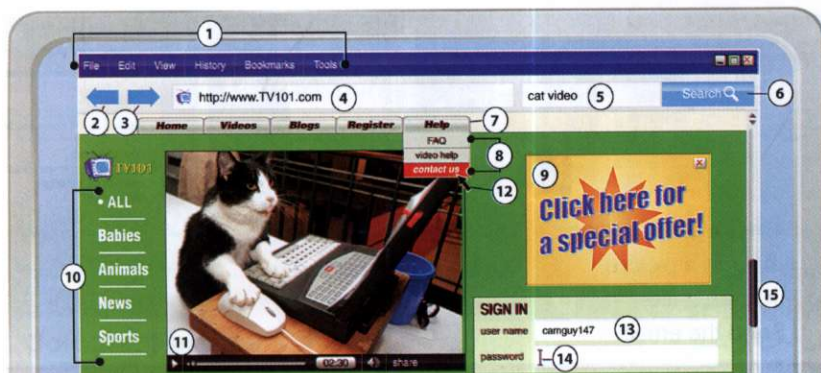 1
File Edit View History Bookmarks Tools
2 3 http://www.TV101.com 4 cat video 5 Search 6
Home Videos Blogs Register Help 7
FAQ
video help 8
contact us
12
TV101
10
• ALL
Babies
Animals
News
Sports
11 02:30 share
9
Click here for
a special offer!
15
SIGN IN
user name camguy147 13
password 14